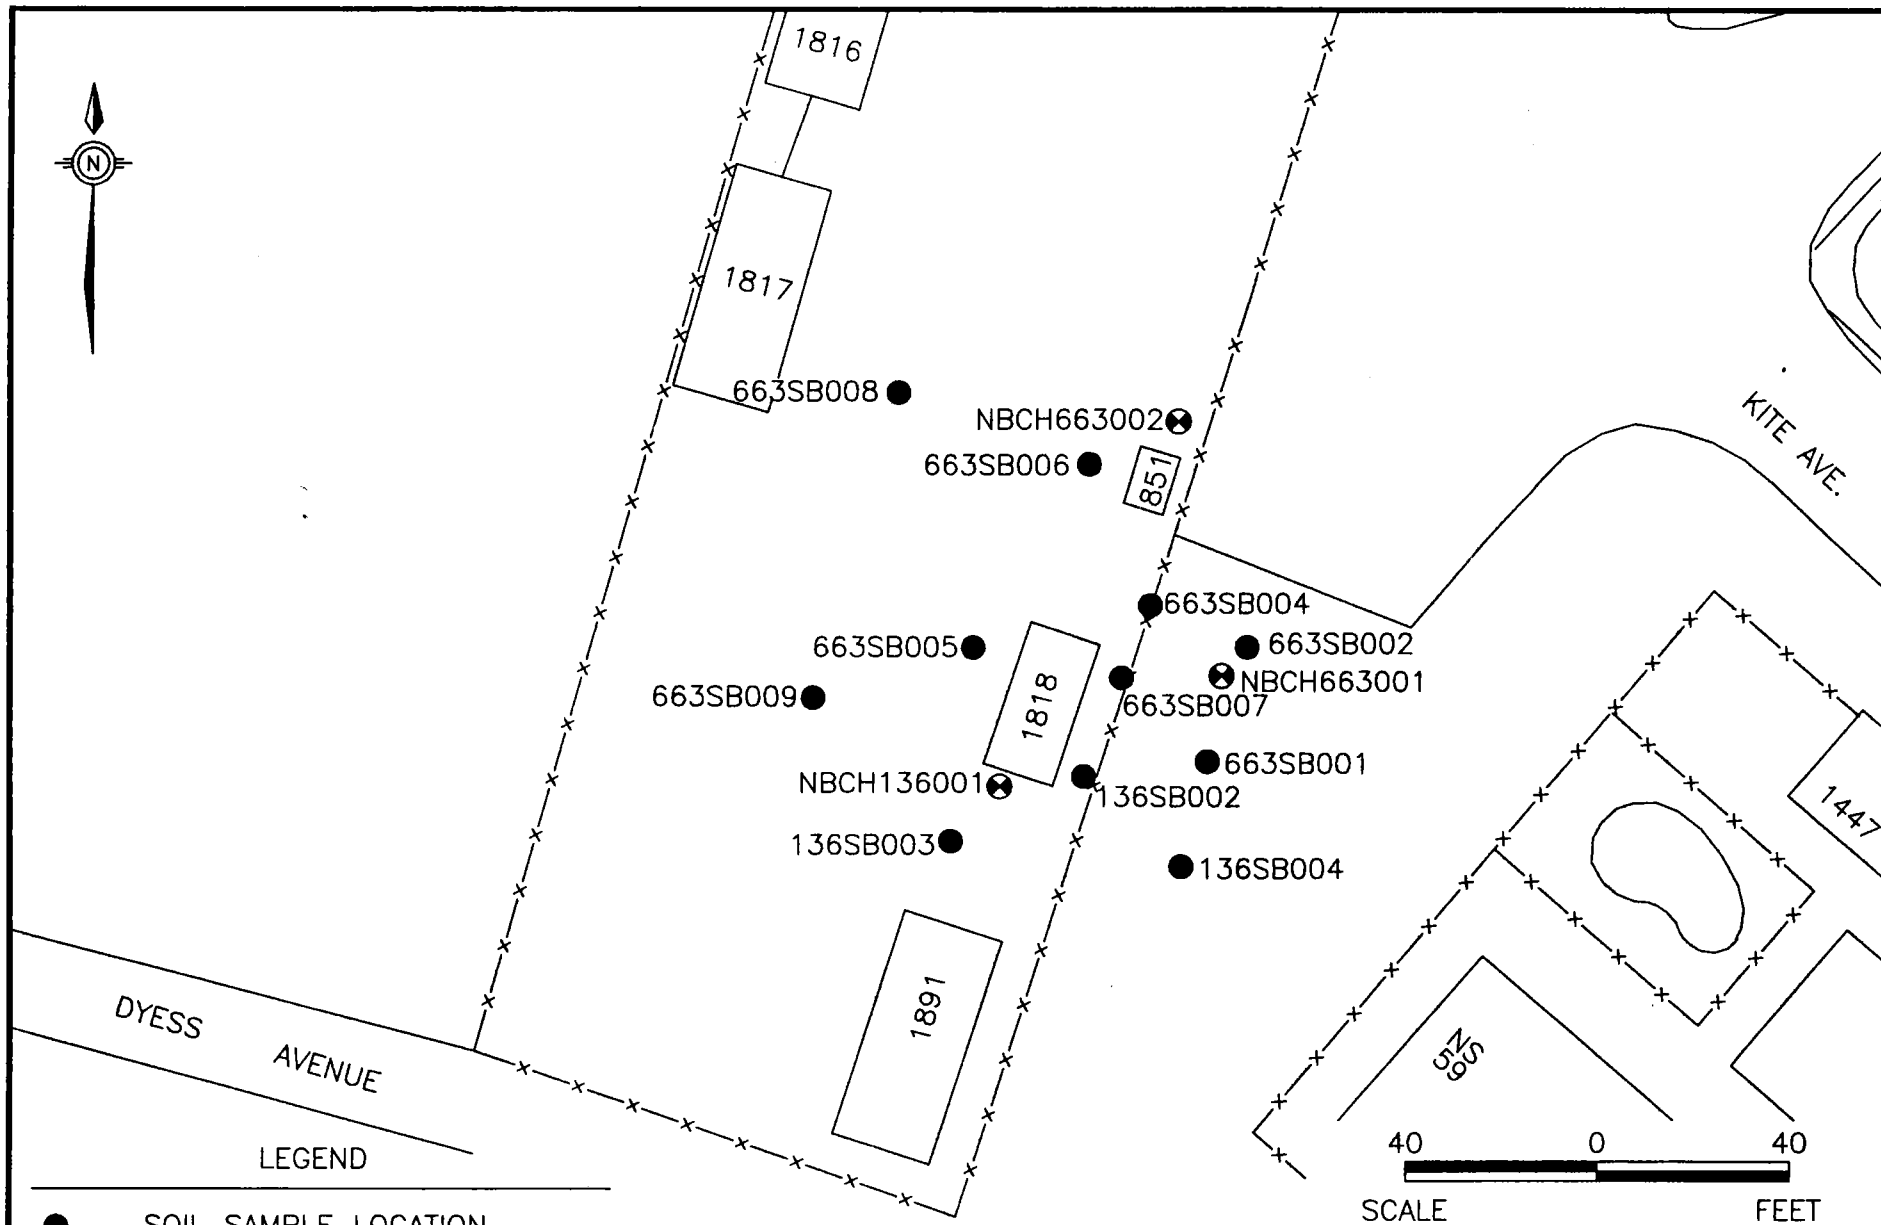 1816
N
1817
663SB008
NBCH663002
663SB006
851
KITE AVE.
663SB004
663SB005
663SB002
NBCH663001
663SB009
1818
663SB007
663SB001
NBCH136001
136SB002
136SB003
136SB004
1447
1891
DYESS AVENUE
NS
59
LEGEND
40 0 40
SCALE FEET
SOIL SAMPLE LOCATION